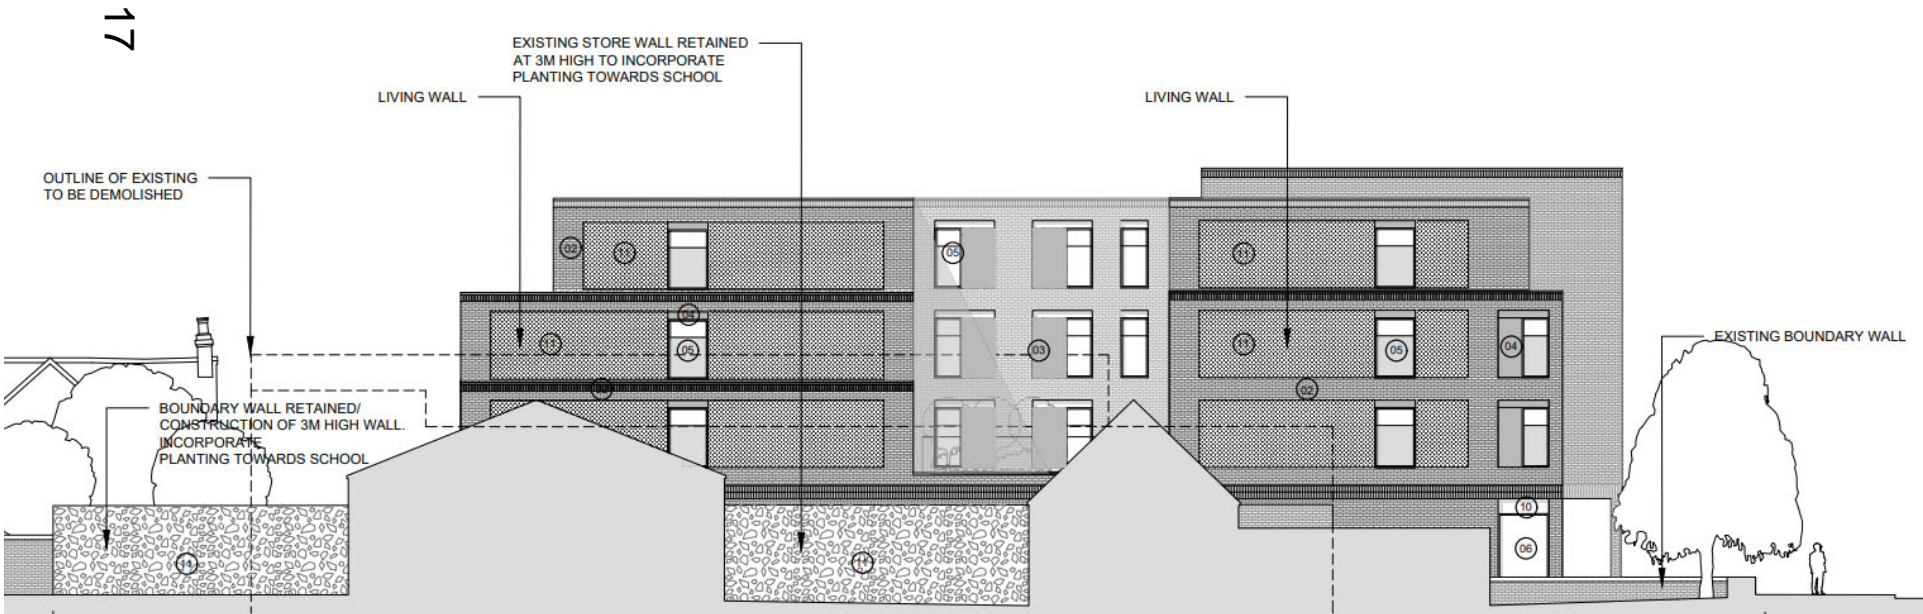 17
EXISTING STORE WALL RETAINED
AT 3M HIGH TO INCORPORATE
PLANTING TOWARDS SCHOOL
LIVING WALL
LIVING WALL
OUTLINE OF EXISTING
TO BE DEMOLISHED
02
11
05
11
04
11
05
03
11
05
04
EXISTING BOUNDARY WALL
02
BOUNDARY WALL RETAINED/
CONSTRUCTION OF 3M HIGH WALL.
INCORPORATE
PLANTING TOWARDS SCHOOL
10
06
11
11